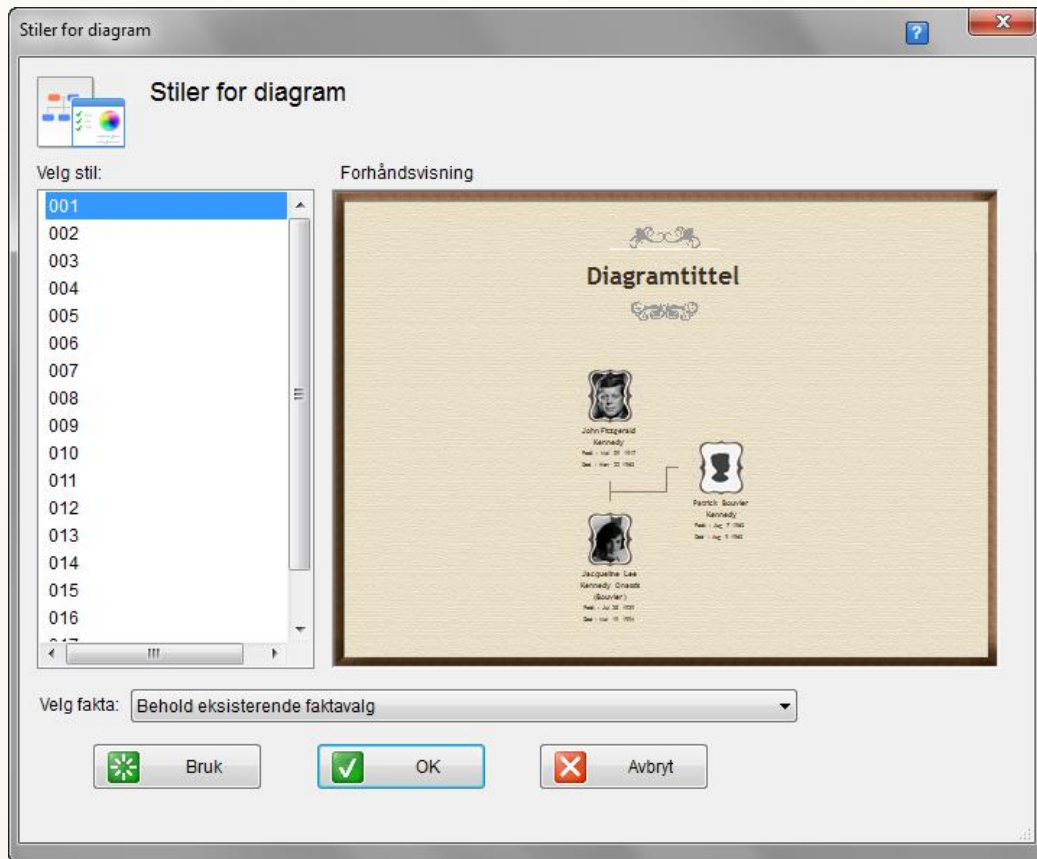 Stiler for diagram
Stiler for diagram
Velg stil:
Forhåndsvisning
001
002
003
004
005
006
007
008
009
010
011
012
013
014
015
016
Diagramtittel
John Fitzgerald
Kennedy
Patrick Bouvier
Kennedy
Jacqueline Lee
Kennedy Onassis
(Bouvier)
Velg fakta:
Behold eksisterende faktavalg
Bruk
OK
Avbryt